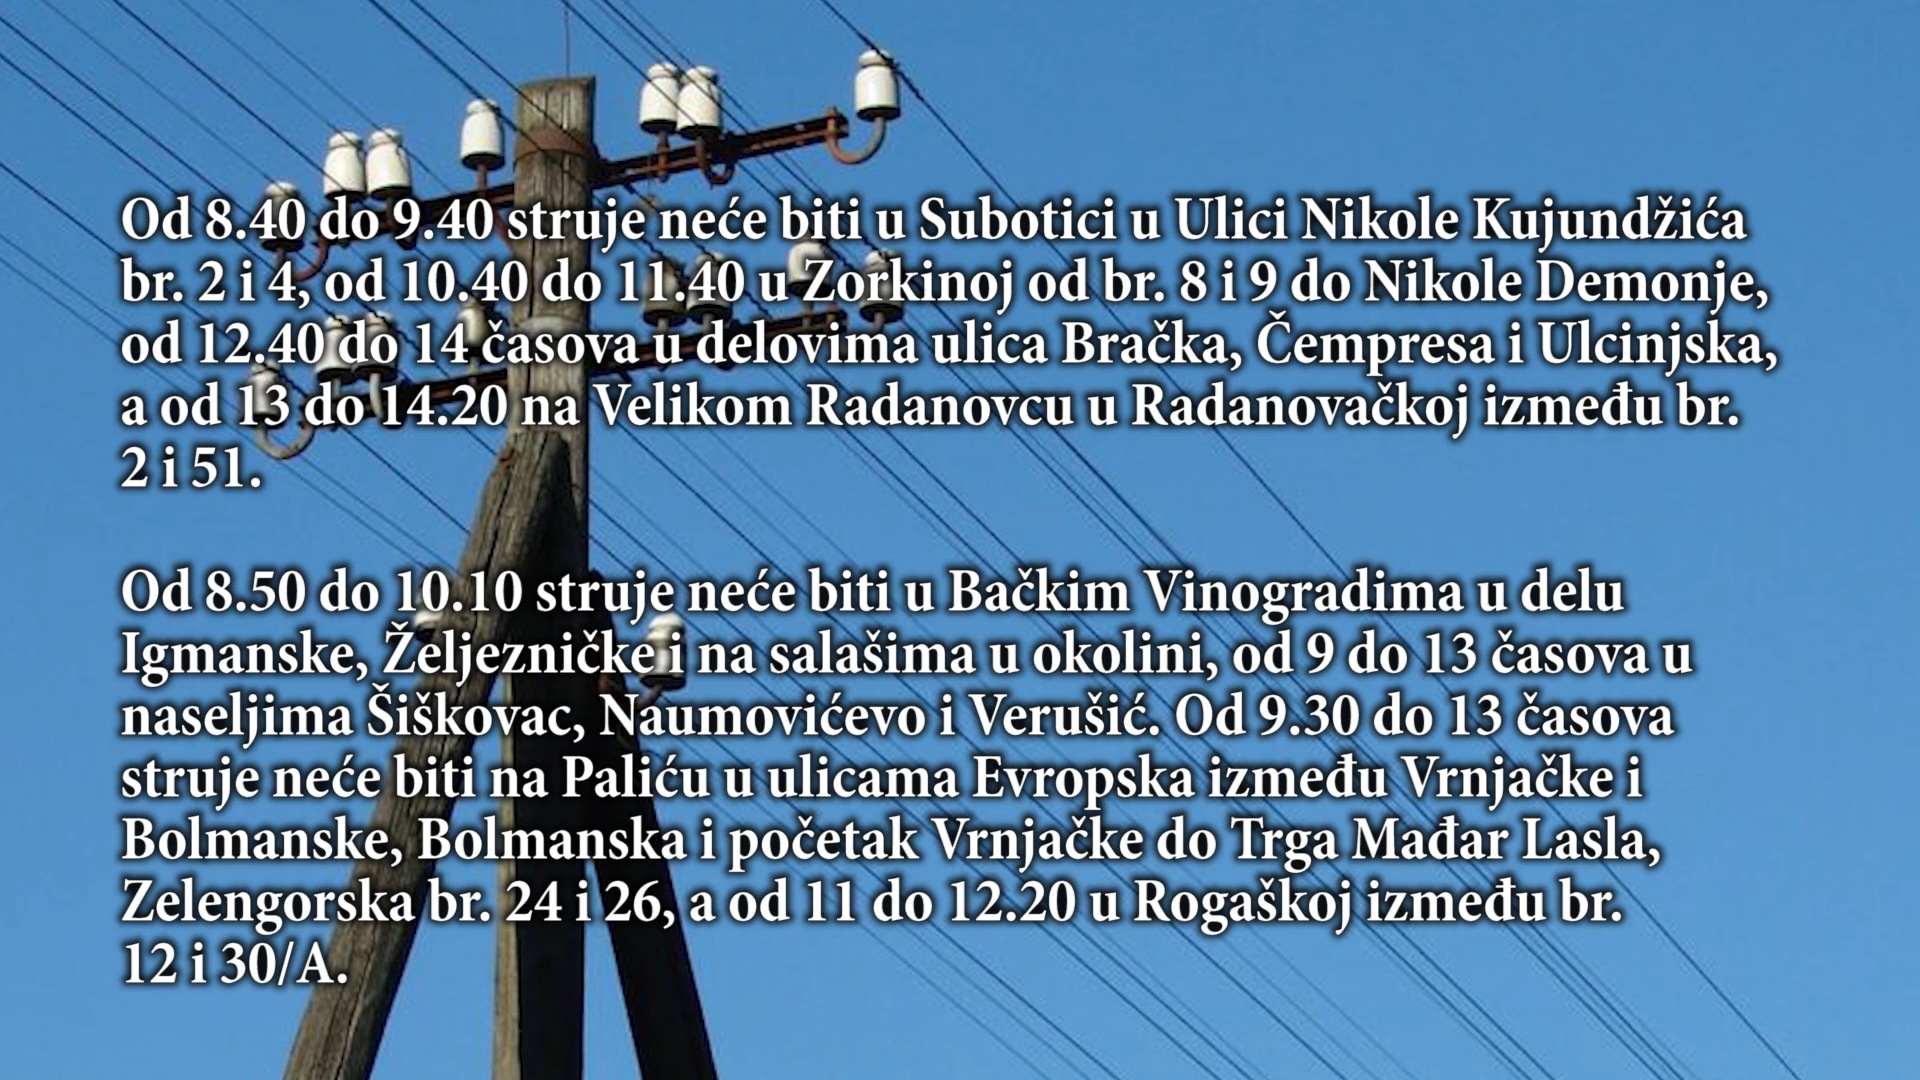 Od 8.40 do 9.40 struje neće biti u Subotici u Ulici Nikole Kujundžića
br. 2 i 4, od 10.40 do 11.40 u Zorkinoj od br. 8 i 9 do Nikole Demonje,
od 12.40 do 14 časova u delovima ulica Bračka, Čempresa i Ulcinjska,
a od 13 do 14.20 na Velikom Radanovcu u Radanovačkoj između br.
2 i 51.
Od 8.50 do 10.10 struje neće biti u Bačkim Vinogradima u delu
Igmanske, Željezničke i na salašima u okolini, od 9 do 13 časova u
naseljima Šiškovac, Naumovićevo i Verušić. Od 9.30 do 13 časova
struje neće biti na Paliću u ulicama Evropska između Vrnjačke i
Bolmanske, Bolmanska i početak Vrnjačke do Trga Mađar Lasla,
Zelengorska br. 24 i 26, a od 11 do 12.20 u Rogaškoj između br.
12 i 30/A.